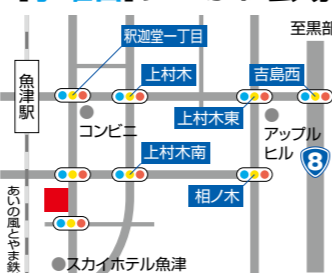 釈迦堂一丁目
至黒部
上村木
吉島西
魚津駅
コンビニ
上村木東
アップル
ヒル
上村木南
8
相ノ木
あいの風とやま鉄
スカイホテル魚津